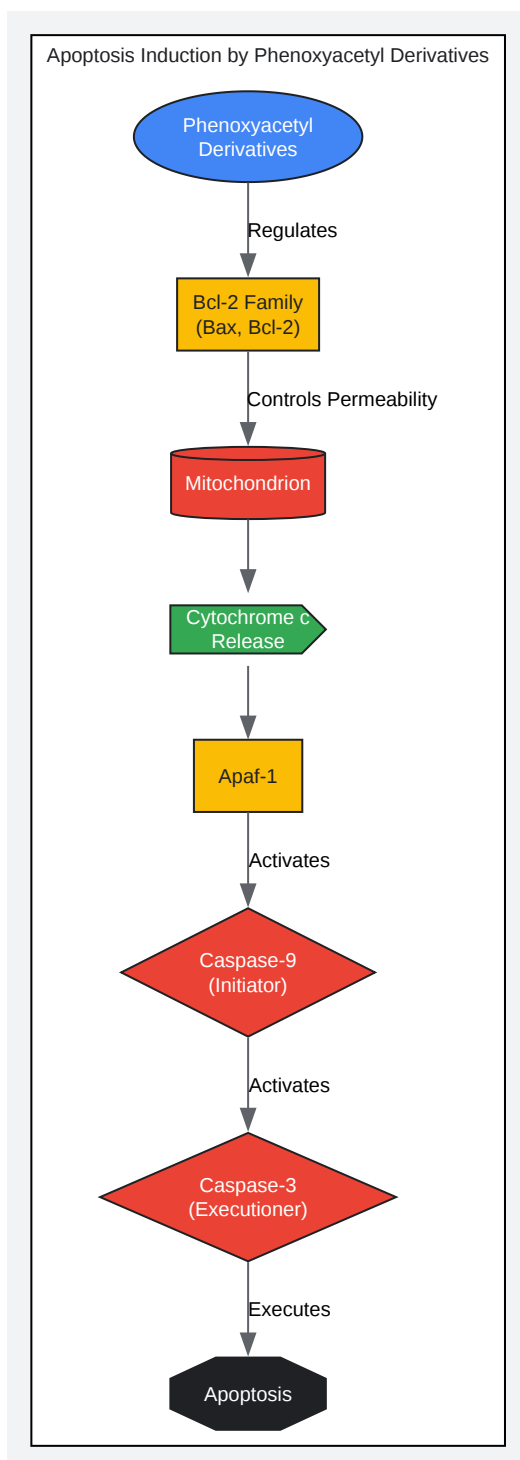 Apoptosis Induction by Phenoxyacetyl Derivatives
Phenoxyacetyl
Derivatives
Regulates
Bcl-2 Family
(Bax, Bcl-2)
Controls Permeability
Mitochondrion
Cytochrome c
Release
Apaf-1
Activates
Caspase-9
(Initiator)
Activates
Caspase-3
(Executioner)
Executes
Apoptosis